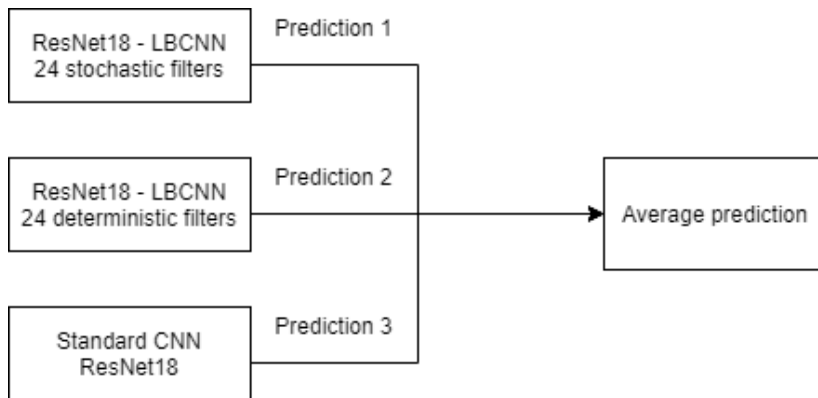 Prediction 1
ResNet18 - LBCNN
24 stochastic filters
Prediction 2
ResNet18 - LBCNN
24 deterministic filters
Average prediction
Prediction 3
Standard CNN
ResNet18